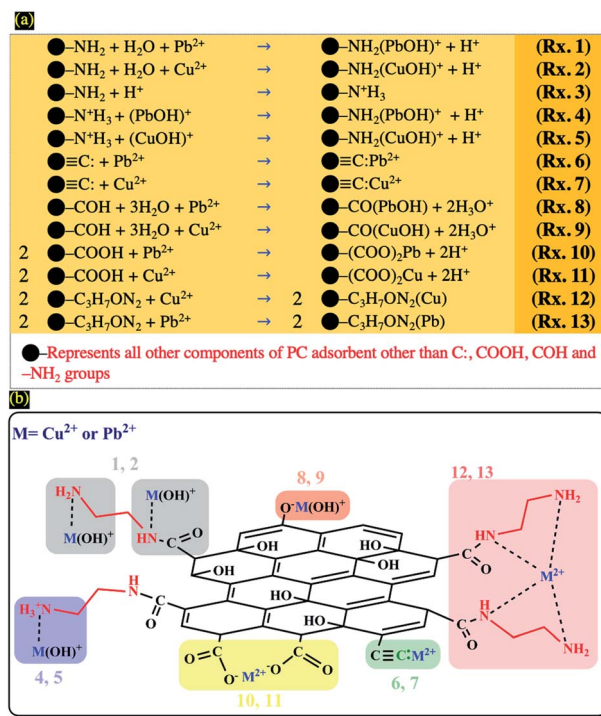 (a)
●–NH₂ + H₂O + Pb²⁺ → ●–NH₂(PbOH)⁺ + H⁺ (Rx. 1)
●–NH₂ + H₂O + Cu²⁺ → ●–NH₂(CuOH)⁺ + H⁺ (Rx. 2)
●–NH₂ + H⁺ → ●–N⁺H₃ (Rx. 3)
●–N⁺H₃ + (PbOH)⁺ → ●–NH₂(PbOH)⁺ + H⁺ (Rx. 4)
●–N⁺H₃ + (CuOH)⁺ → ●–NH₂(CuOH)⁺ + H⁺ (Rx. 5)
●≡C: + Pb²⁺ → ●≡C:Pb²⁺ (Rx. 6)
●≡C: + Cu²⁺ → ●≡C:Cu²⁺ (Rx. 7)
●–COH + 3H₂O + Pb²⁺ → ●–CO(PbOH) + 2H₃O⁺ (Rx. 8)
●–COH + 3H₂O + Cu²⁺ → ●–CO(CuOH) + 2H₃O⁺ (Rx. 9)
2 ●–COOH + Pb²⁺ → ●–(COO)₂Pb + 2H⁺ (Rx. 10)
2 ●–COOH + Cu²⁺ → ●–(COO)₂Cu + 2H⁺ (Rx. 11)
2 ●–C₃H₇ON₂ + Cu²⁺ → 2 ●–C₃H₇ON₂(Cu) (Rx. 12)
2 ●–C₃H₇ON₂ + Pb²⁺ → 2 ●–C₃H₇ON₂(Pb) (Rx. 13)
●–Represents all other components of PC adsorbent other than C:, COOH, COH and
–NH₂ groups
(b)
M= Cu²⁺ or Pb²⁺
1, 2
8, 9
12, 13
H₂N
M(OH)⁺
M(OH)⁺
HN
C
O
O⁻M(OH)⁺
OH
OH
HO
HO
HN
NH₂
C
O
M²⁺
H
N
H₃⁺N
M(OH)⁺
C
O
HO
HO
HO
C
O
H
N
NH₂
4, 5
C
O
O⁻ M²⁺ ⁻O
C
O
10, 11
C≡C:M²⁺
6, 7